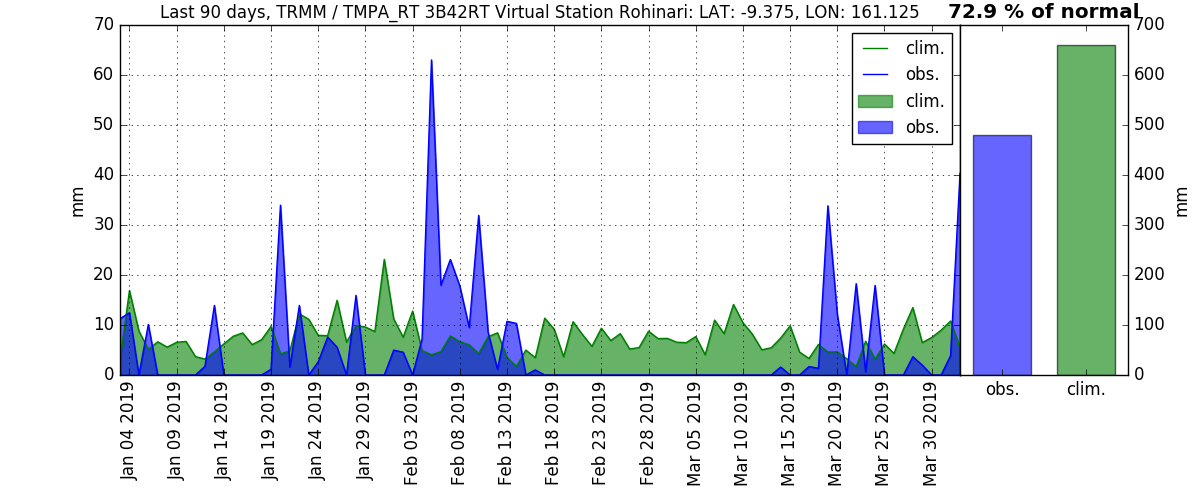 Last 90 days, TRMM / TMPA_RT 3B42RT Virtual Station Rohinari: LAT: -9.375, LON: 161.125
72.9 % of normal
70
60
50
40
30
20
10
0
mm
clim.
obs.
clim.
obs.
700
600
500
400
300
200
100
0
mm
Jan 04 2019
Jan 09 2019
Jan 14 2019
Jan 19 2019
Jan 24 2019
Jan 29 2019
Feb 03 2019
Feb 08 2019
Feb 13 2019
Feb 18 2019
Feb 23 2019
Feb 28 2019
Mar 05 2019
Mar 10 2019
Mar 15 2019
Mar 20 2019
Mar 25 2019
Mar 30 2019
obs.
clim.